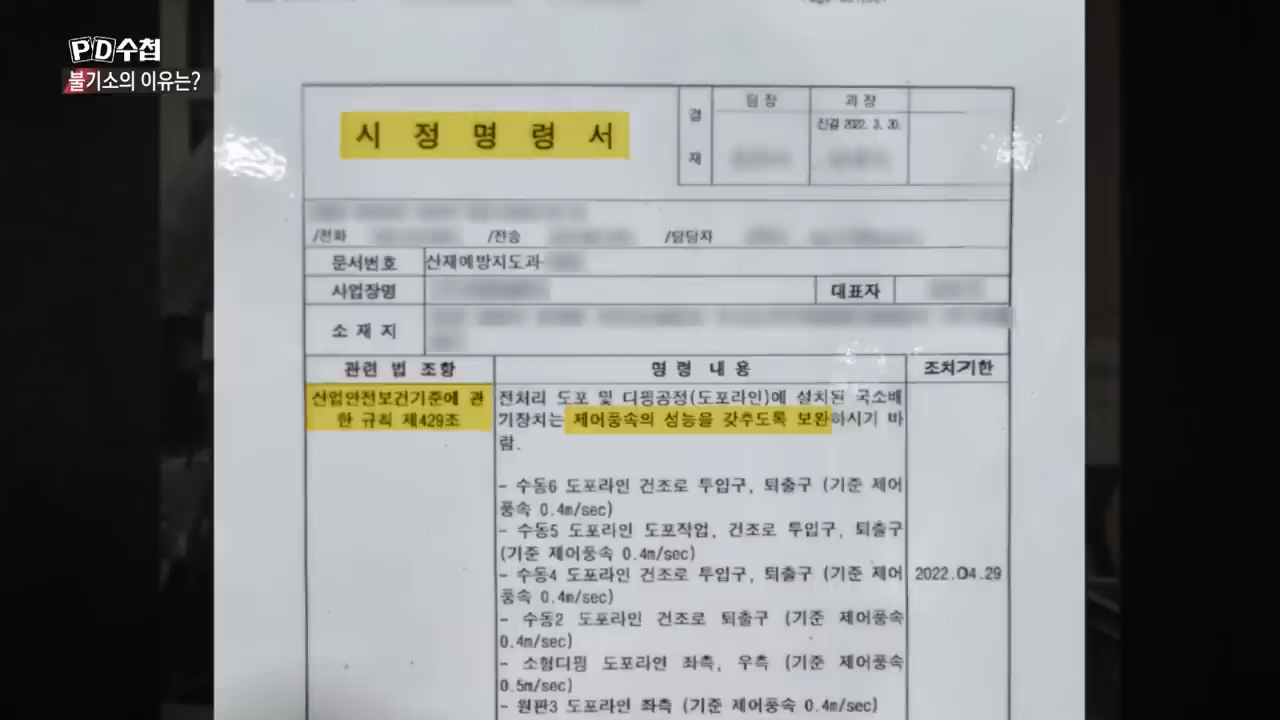 PD수첩
불기소의 이유는?
시 정 명 령 서
결 재
팀 장
과 장
전결 2022. 3. 30.
/전화 /전송 /담당자
문서번호 산재예방지도과
사업장명
대표자
소 재 지
관련 법 조항
명 령 내 용
조치기한
산업안전보건기준에 관
한 규칙 제429조
전처리 도포 및 디핑공정(도포라인)에 설치된 국소배
기장치는 제어풍속의 성능을 갖추도록 보완하시기 바
람.
- 수동6 도포라인 건조로 투입구, 퇴출구 (기준 제어
풍속 0.4m/sec)
- 수동5 도포라인 도포작업, 건조로 투입구, 퇴출구
(기준 제어풍속 0.4m/sec)
- 수동4 도포라인 건조로 투입구, 퇴출구 (기준 제어
풍속 0.4m/sec)
- 수동2 도포라인 건조로 퇴출구 (기준 제어풍속
0.4m/sec)
- 소형디핑 도포라인 좌측, 우측 (기준 제어풍속
0.5m/sec)
- 원판3 도포라인 좌측 (기준 제어풍속 0.4m/sec)
2022.04.29